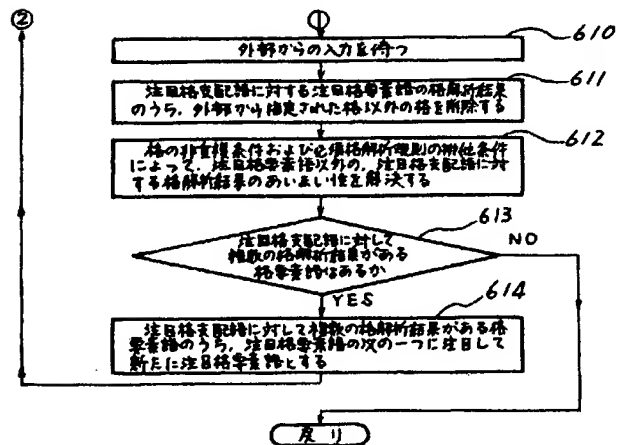 ②
①
610
外部からの入力を待つ
611
注目格支配語に対する注目格要素語の格解析結果
のうち，外部から指定された格以外の格を削除する
612
格の非重複条件および必須格解析規則の排他条件
によって，注目格要素語以外の，注目格支配語に対
する格解析結果のあいまい性を解決する
613
注目格支配語に対して
複数の格解析結果がある
格要素語はあるか
NO
YES
614
注目格支配語に対して複数の格解析結果がある格
要素語のうち，注目格要素語の次の一つに注目して
新たに注目格要素語とする
戻り